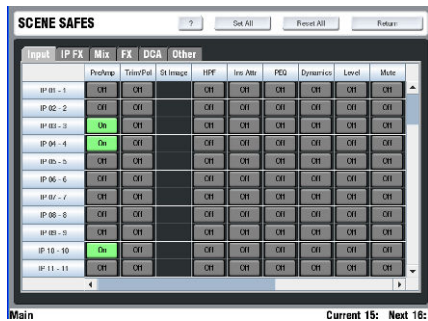 SCENE SAFES ? Set All Reset All Return
Input IP FX Mix FX DCA Other
PreAmp Trim/Pol St Image HPF Ins Attr PEQ Dynamics Level Mute
IP 01 - 1 Off Off Off Off Off Off Off Off
IP 02 - 2 Off Off Off Off Off Off Off Off
IP 03 - 3 On Off Off Off Off Off Off Off
IP 04 - 4 On Off Off Off Off Off Off Off
IP 05 - 5 Off Off Off Off Off Off Off Off
IP 06 - 6 Off Off Off Off Off Off Off Off
IP 07 - 7 Off Off Off Off Off Off Off Off
IP 08 - 8 Off Off Off Off Off Off Off Off
IP 09 - 9 Off Off Off Off Off Off Off Off
IP 10 - 10 On Off Off Off Off Off Off Off
IP 11 - 11 Off Off Off Off Off Off Off Off
Main Current 15: Next 16: